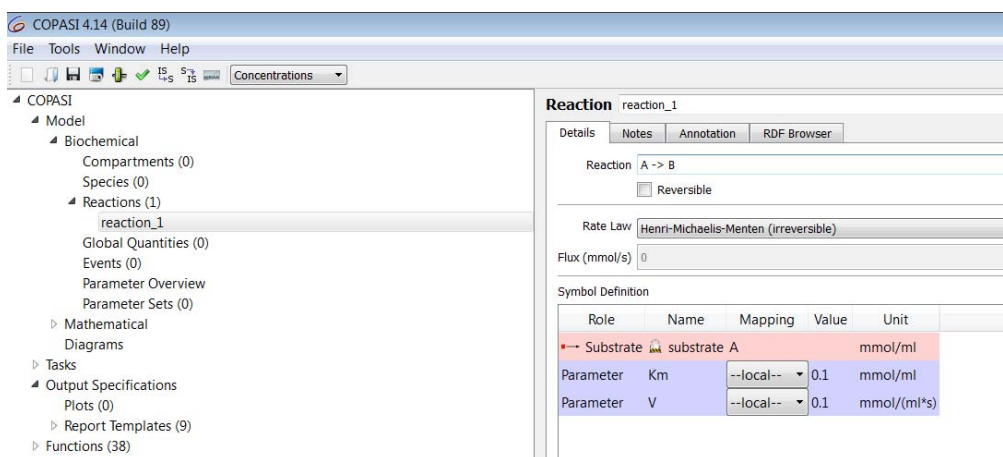 COPASI 4.14 (Build 89)
File Tools Window Help
Concentrations
COPASI
Model
Biochemical
Compartments (0)
Species (0)
Reactions (1)
reaction_1
Global Quantities (0)
Events (0)
Parameter Overview
Parameter Sets (0)
Mathematical
Diagrams
Tasks
Output Specifications
Plots (0)
Report Templates (9)
Functions (38)
Reaction reaction_1
Details Notes Annotation RDF Browser
Reaction A -> B
Reversible
Rate Law Henri-Michaelis-Menten (irreversible)
Flux (mmol/s) 0
Symbol Definition
Role Name Mapping Value Unit
Substrate substrate A mmol/ml
Parameter Km --local-- 0.1 mmol/ml
Parameter V --local-- 0.1 mmol/(ml*s)